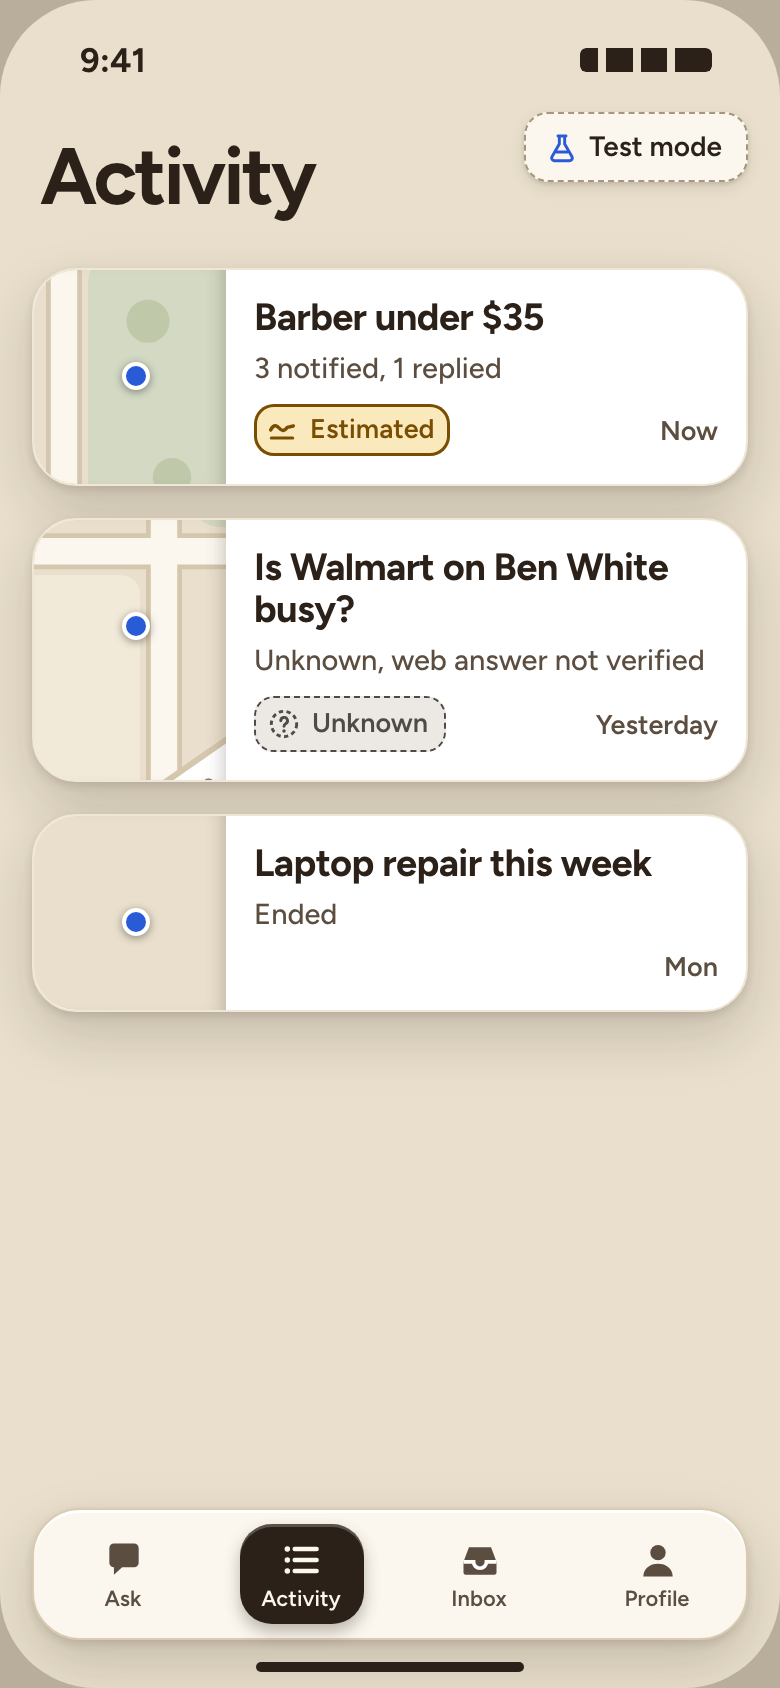 9:41
Test mode
Activity
Barber under $35
3 notified, 1 replied
Estimated
Now
Is Walmart on Ben White
busy?
Unknown, web answer not verified
Unknown
Yesterday
Laptop repair this week
Ended
Mon
Ask
Activity
Inbox
Profile